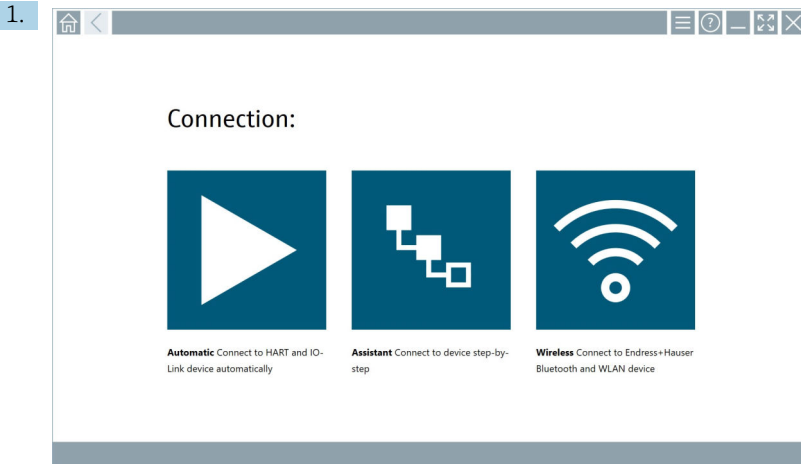 1.
?
Connection:
Automatic Connect to HART and IO-
Link device automatically
Assistant Connect to device step-by-
step
Wireless Connect to Endress+Hauser
Bluetooth and WLAN device